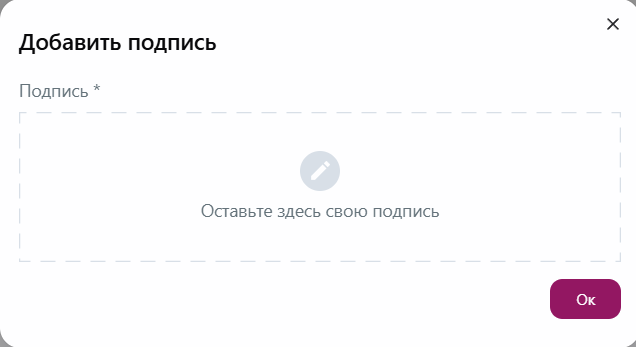 Добавить подпись
Подпись *
Оставьте здесь свою подпись
Ок